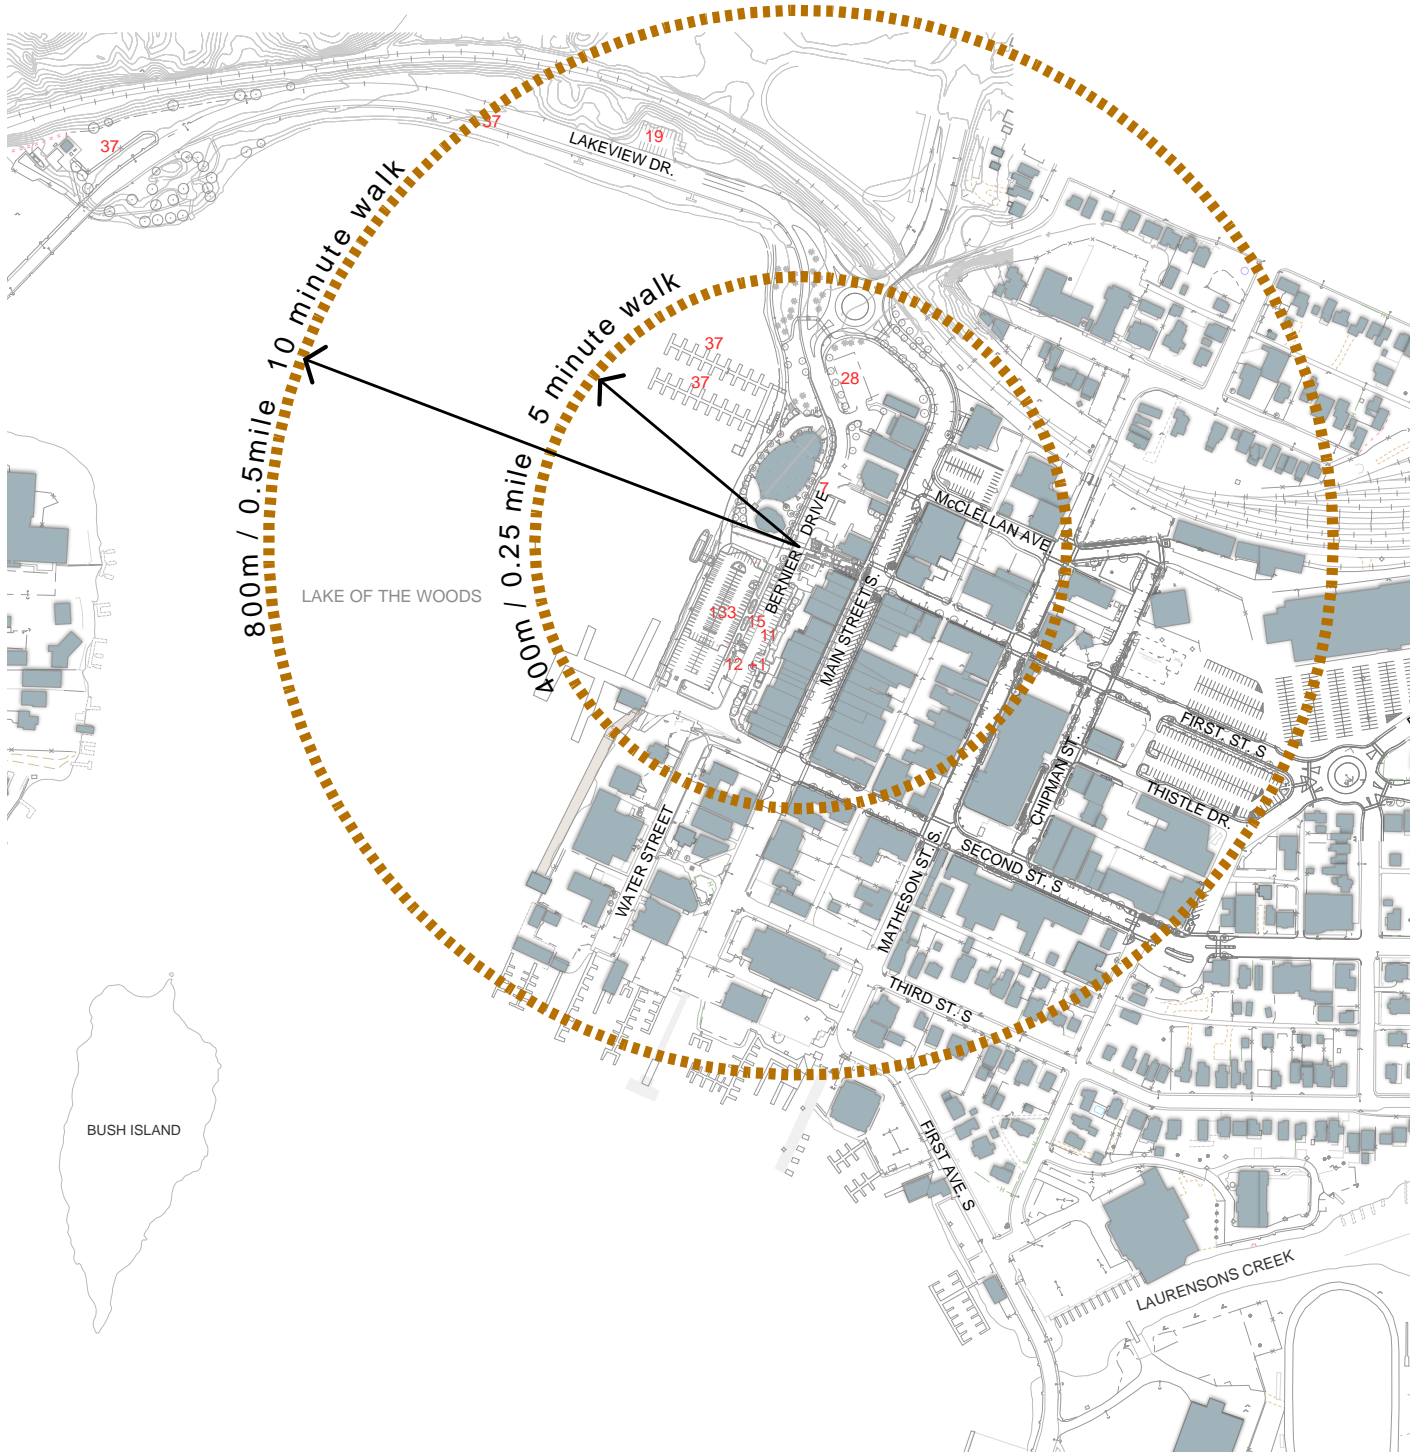 37
37
19
LAKEVIEW DR.
10 minute walk
800m / 0.5mile
5 minute walk
400m / 0.25 mile
37
37
28
7
McCLELLAN AVE
BERNIER DRIVE
LAKE OF THE WOODS
133
15
11
12 +1
MAIN STREET S.
FIRST. ST. S
CHIPMAN ST.
THISTLE DR.
WATER STREET
MATHESON ST. S.
SECOND ST. S
THIRD ST. S
BUSH ISLAND
FIRST AVE. S
LAURENSONS CREEK